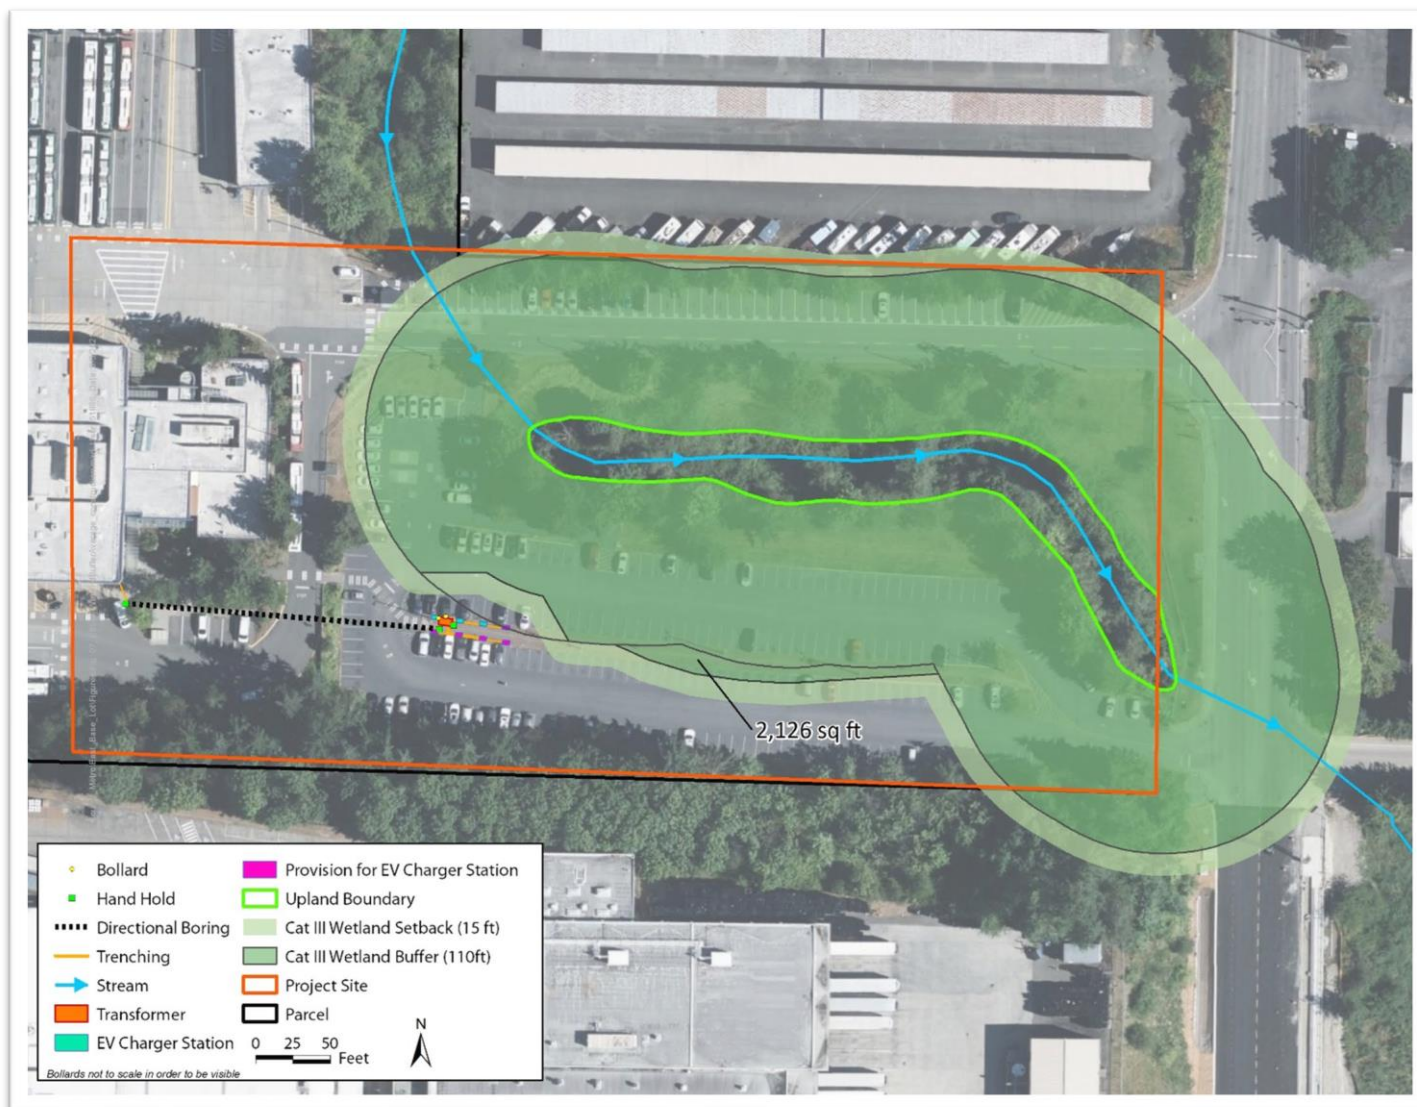 2,126 sq ft
Bollard
Hand Hold
Directional Boring
Trenching
Stream
Transformer
EV Charger Station
Provision for EV Charger Station
Upland Boundary
Cat III Wetland Setback (15 ft)
Cat III Wetland Buffer (110ft)
Project Site
Parcel
0 25 50
Feet
N
Bollards not to scale in order to be visible